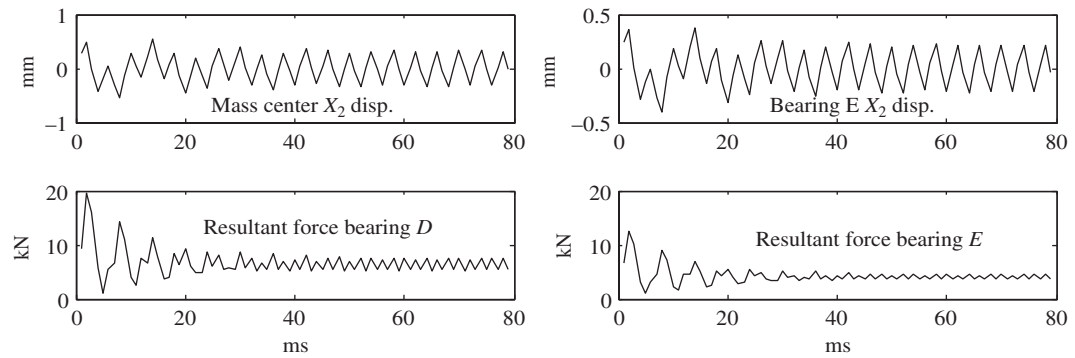 1
0
–1
mm
Mass center X2 disp.
0 20 40 60 80
0.5
0
–0.5
mm
Bearing E X2 disp.
0 20 40 60 80
20
10
0
kN
Resultant force bearing D
0 20 40 60 80
ms
20
10
0
kN
Resultant force bearing E
0 20 40 60 80
ms